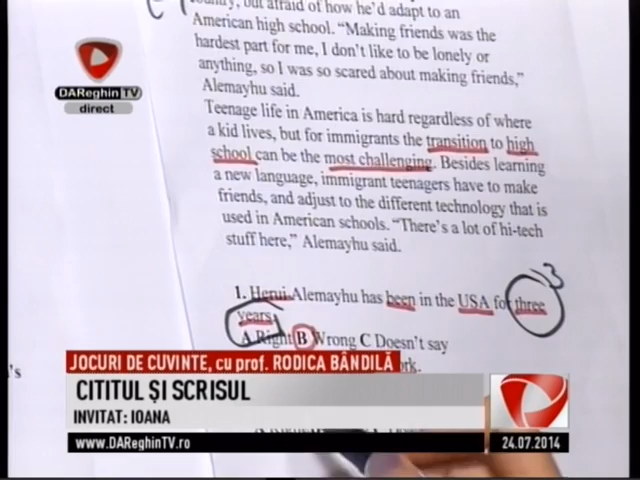 but afraid of how he'd adapt to an
American high school. "Making friends was the
hardest part for me, I don't like to be lonely or
anything, so I was so scared about making friends,"
Alemayhu said.
Teenage life in America is hard regardless of where
a kid lives, but for immigrants the transition to high
school can be the most challenging. Besides learning
a new language, immigrant teenagers have to make
friends, and adjust to the different technology that is
used in American schools. "There's a lot of hi-tech
stuff here," Alemayhu said.
1. Herui Alemayhu has been in the USA for three
years.
A Right B Wrong C Doesn't say
DAReghin TV
direct
3
's
JOCURI DE CUVINTE, cu prof. RODICA BÂNDILĂ
CITITUL ȘI SCRISUL
INVITAT: IOANA
www.DAReghinTV.ro
24.07.2014